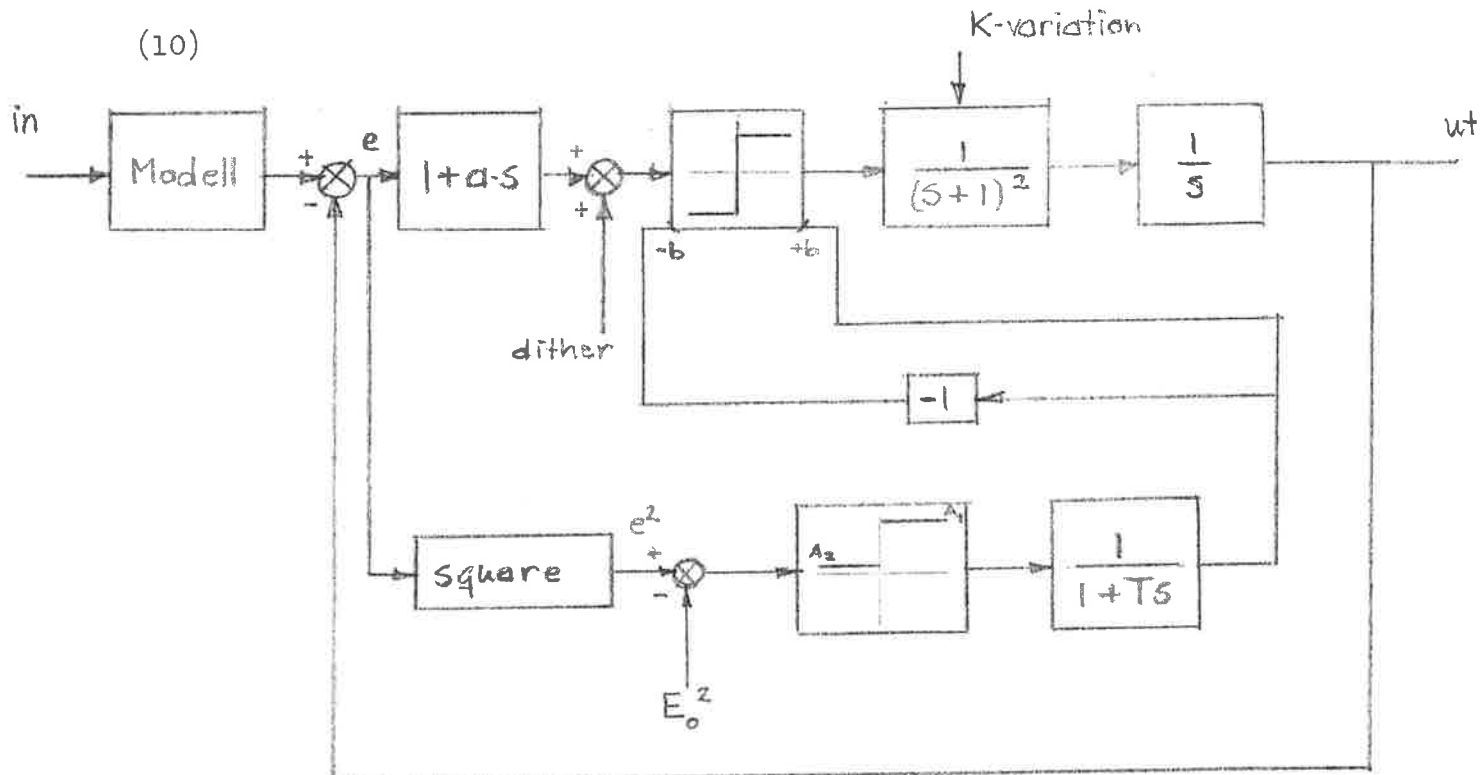 (10)
K-variation
in
Modell
+
-
e
1+a·s
+
+
dither
-b
+b
1
(s+1)²
1
s
ut
-1
square
e²
+
-
E₀²
A₂
A₁
1
1+Ts